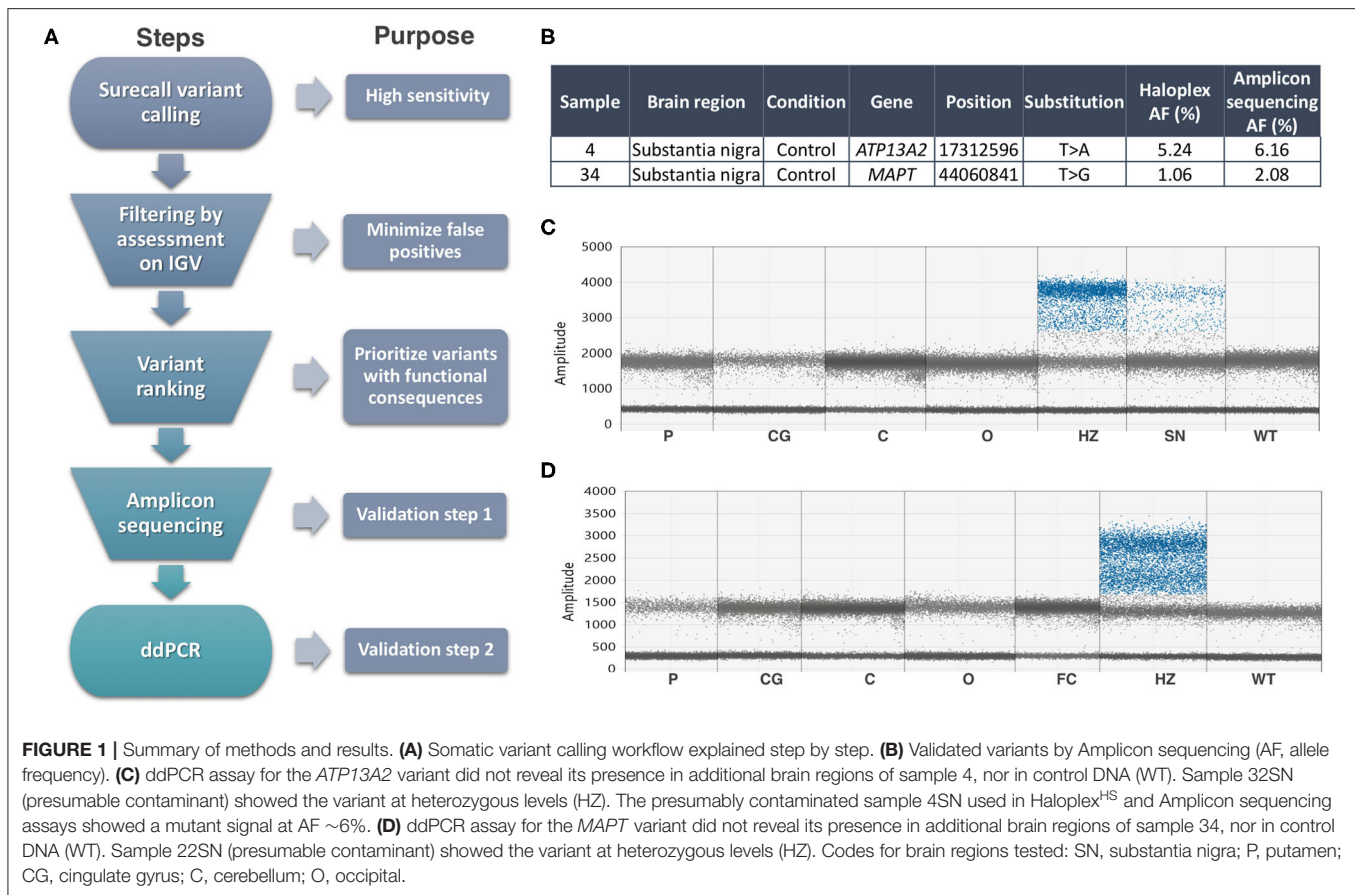 A
Steps
Purpose
Surecall variant
calling
High sensitivity
Filtering by
assessment
on IGV
Minimize false
positives
Variant
ranking
Prioritize variants
with functional
consequences
Amplicon
sequencing
Validation step 1
ddPCR
Validation step 2
B
Sample Brain region Condition Gene Position Substitution Haloplex AF (%) Amplicon sequencing AF (%)
4 Substantia nigra Control ATP13A2 17312596 T>A 5.24 6.16
34 Substantia nigra Control MAPT 44060841 T>G 1.06 2.08
C
Amplitude
5000
4000
3000
2000
1000
0
P CG C O HZ SN WT
D
Amplitude
4000
3500
3000
2500
2000
1500
1000
500
0
P CG C O FC HZ WT
FIGURE 1 | Summary of methods and results. (A) Somatic variant calling workflow explained step by step. (B) Validated variants by Amplicon sequencing (AF, allele
frequency). (C) ddPCR assay for the ATP13A2 variant did not reveal its presence in additional brain regions of sample 4, nor in control DNA (WT). Sample 32SN
(presumable contaminant) showed the variant at heterozygous levels (HZ). The presumably contaminated sample 4SN used in HaloplexHS and Amplicon sequencing
assays showed a mutant signal at AF ∼6%. (D) ddPCR assay for the MAPT variant did not reveal its presence in additional brain regions of sample 34, nor in control
DNA (WT). Sample 22SN (presumable contaminant) showed the variant at heterozygous levels (HZ). Codes for brain regions tested: SN, substantia nigra; P, putamen;
CG, cingulate gyrus; C, cerebellum; O, occipital.